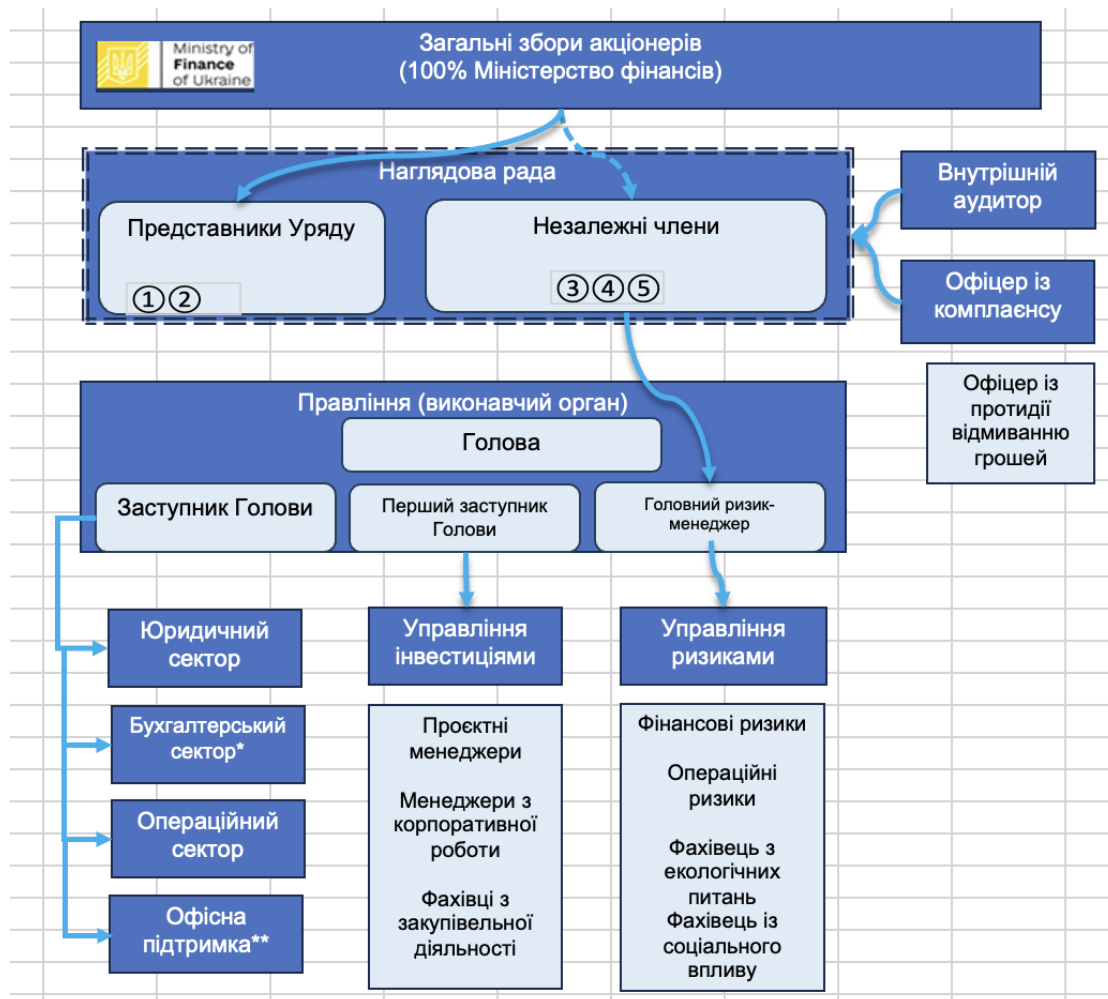 Ministry of
Finance
of Ukraine
Загальні збори акціонерів
(100% Міністерство фінансів)
Наглядова рада
Представники Уряду
①②
Незалежні члени
③④⑤
Внутрішній
аудитор
Офіцер із
комплаєнсу
Офіцер із
протидії
відмиванню
грошей
Правління (виконавчий орган)
Голова
Заступник Голови
Перший заступник
Голови
Головний ризик-
менеджер
Юридичний
сектор
Бухгалтерський
сектор*
Операційний
сектор
Офісна
підтримка**
Управління
інвестиціями
Проєктні
менеджери
Менеджери з
корпоративної
роботи
Фахівці з
закупівельної
діяльності
Управління
ризиками
Фінансові ризики
Операційні
ризики
Фахівець з
екологічних
питань
Фахівець із
соціального
впливу